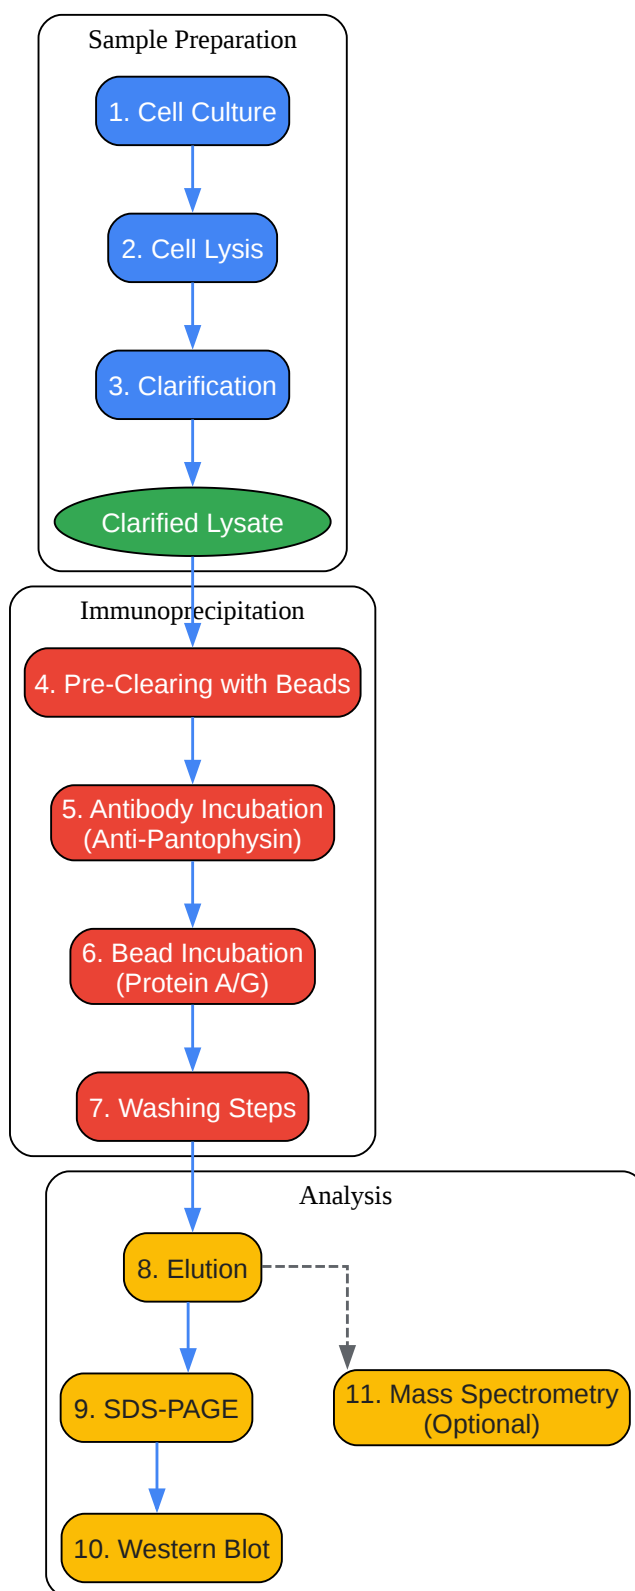 Sample Preparation
1. Cell Culture
2. Cell Lysis
3. Clarification
Clarified Lysate
Immunoprecipitation
4. Pre-Clearing with Beads
5. Antibody Incubation
(Anti-Pantophysin)
6. Bead Incubation
(Protein A/G)
7. Washing Steps
Analysis
8. Elution
9. SDS-PAGE
11. Mass Spectrometry
(Optional)
10. Western Blot